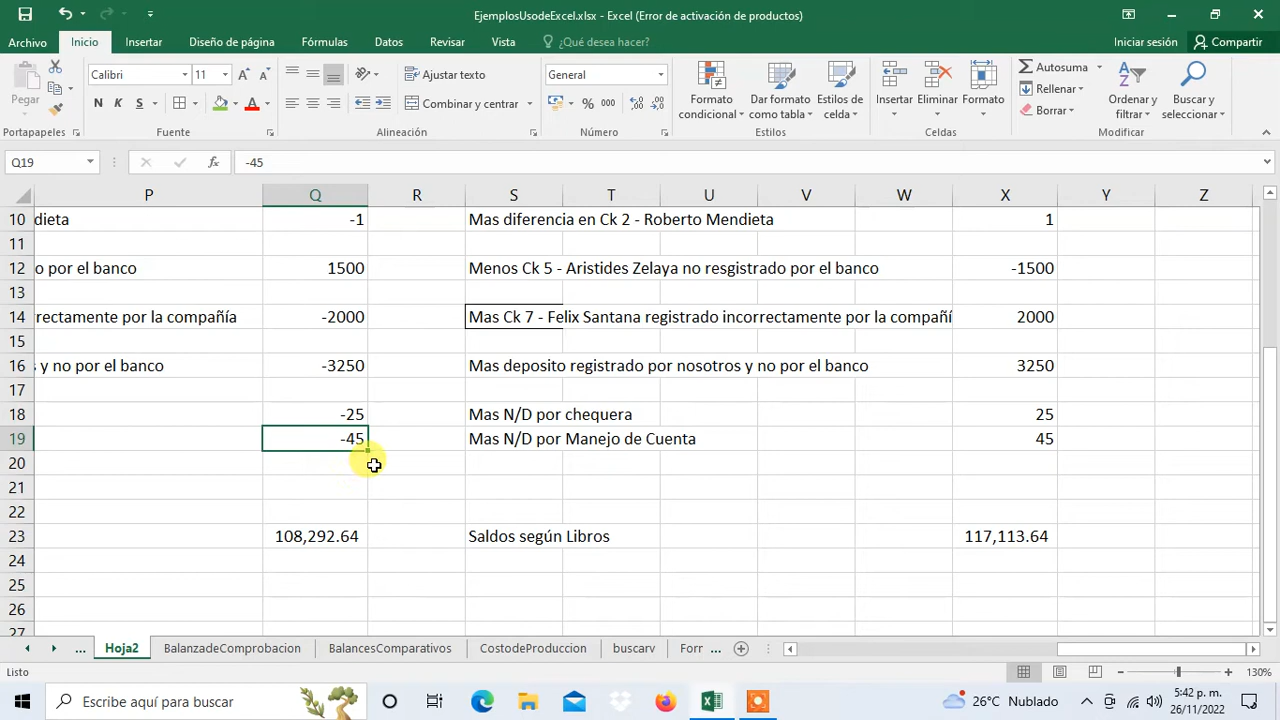 EjemplosUsodeExcel.xlsx - Excel (Error de activación de productos)
Archivo Inicio Insertar Diseño de página Fórmulas Datos Revisar Vista ¿Qué desea hacer? Iniciar sesión Compartir
Pegar
Calibri 11
N K S
Ajustar texto
Combinar y centrar
General
% 000
Formato condicional
Dar formato como tabla
Estilos de celda
Insertar Eliminar Formato
Autosuma
Rellenar
Borrar
Ordenar y filtrar
Buscar y seleccionar
Portapapeles Fuente Alineación Número Estilos Celdas Modificar
Q19 fx -45
P Q R S T U V W X Y Z
10 dieta -1 Mas diferencia en Ck 2 - Roberto Mendieta 1
11
12 o por el banco 1500 Menos Ck 5 - Aristides Zelaya no resgistrado por el banco -1500
13
14 rectamente por la compañía -2000 Mas Ck 7 - Felix Santana registrado incorrectamente por la compañí 2000
15
16 s y no por el banco -3250 Mas deposito registrado por nosotros y no por el banco 3250
17
18 -25 Mas N/D por chequera 25
19 -45 Mas N/D por Manejo de Cuenta 45
20
21
22
23 108,292.64 Saldos según Libros 117,113.64
24
25
26
27
... Hoja2 BalanzadeComprobacion BalancesComparativos CostodeProduccion buscarv Forr ...
Listo 130%
Escribe aquí para buscar 26°C Nublado 5:42 p. m.
26/11/2022